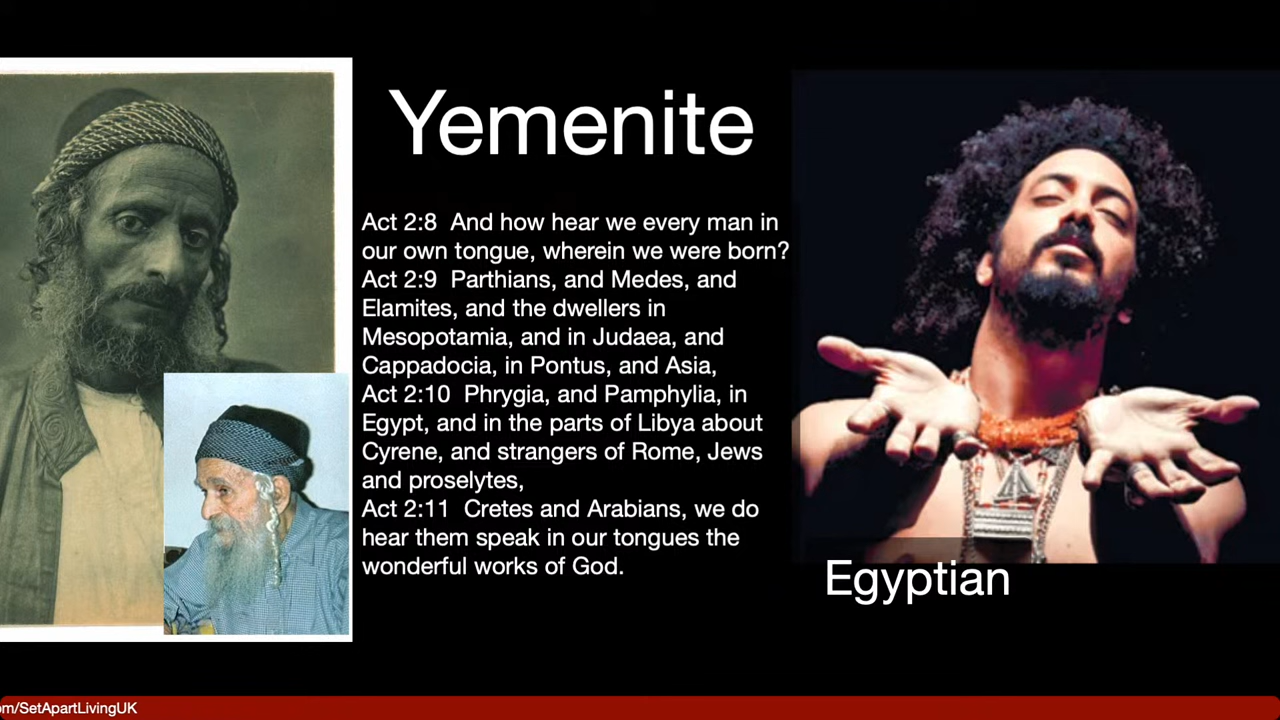 Yemenite
Act 2:8  And how hear we every man in
our own tongue, wherein we were born?
Act 2:9  Parthians, and Medes, and
Elamites, and the dwellers in
Mesopotamia, and in Judaea, and
Cappadocia, in Pontus, and Asia,
Act 2:10  Phrygia, and Pamphylia, in
Egypt, and in the parts of Libya about
Cyrene, and strangers of Rome, Jews
and proselytes,
Act 2:11  Cretes and Arabians, we do
hear them speak in our tongues the
wonderful works of God.
Egyptian
om/SetApartLivingUK